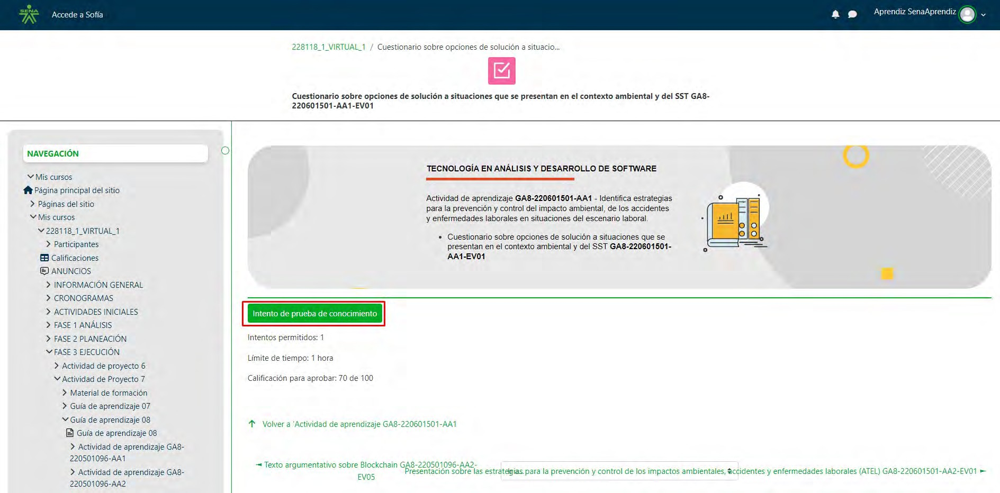 SENA
Accede a Sofía
Aprendiz SenaAprendiz
228118_1_VIRTUAL_1 / Cuestionario sobre opciones de solución a situacio...
Cuestionario sobre opciones de solución a situaciones que se presentan en el contexto ambiental y del SST GA8-
220601501-AA1-EV01
NAVEGACIÓN
Mis cursos
Página principal del sitio
Páginas del sitio
Mis cursos
228118_1_VIRTUAL_1
Participantes
Calificaciones
ANUNCIOS
INFORMACIÓN GENERAL
CRONOGRAMAS
ACTIVIDADES INICIALES
FASE 1 ANÁLISIS
FASE 2 PLANEACIÓN
FASE 3 EJECUCIÓN
Actividad de proyecto 6
Actividad de Proyecto 7
Material de formación
Guía de aprendizaje 07
Guía de aprendizaje 08
Guía de aprendizaje 08
Actividad de aprendizaje GA8-
220501096-AA1
Actividad de aprendizaje GA8-
220501096-AA2
TECNOLOGÍA EN ANÁLISIS Y DESARROLLO DE SOFTWARE
Actividad de aprendizaje GA8-220601501-AA1 - Identifica estrategias
para la prevención y control del impacto ambiental, de los accidentes
y enfermedades laborales en situaciones del escenario laboral.
• Cuestionario sobre opciones de solución a situaciones que se
presentan en el contexto ambiental y del SST GA8-220601501-
AA1-EV01
Intento de prueba de conocimiento
Intentos permitidos: 1
Límite de tiempo: 1 hora
Calificación para aprobar: 70 de 100
Volver a 'Actividad de aprendizaje GA8-220601501-AA1
◄ Texto argumentativo sobre Blockchain GA8-220501096-AA2-
EV05
Ir a...
Presentación sobre las estrategias para la prevención y control de los impactos ambientales, accidentes y enfermedades laborales (ATEL) GA8-220601501-AA2-EV01 ►